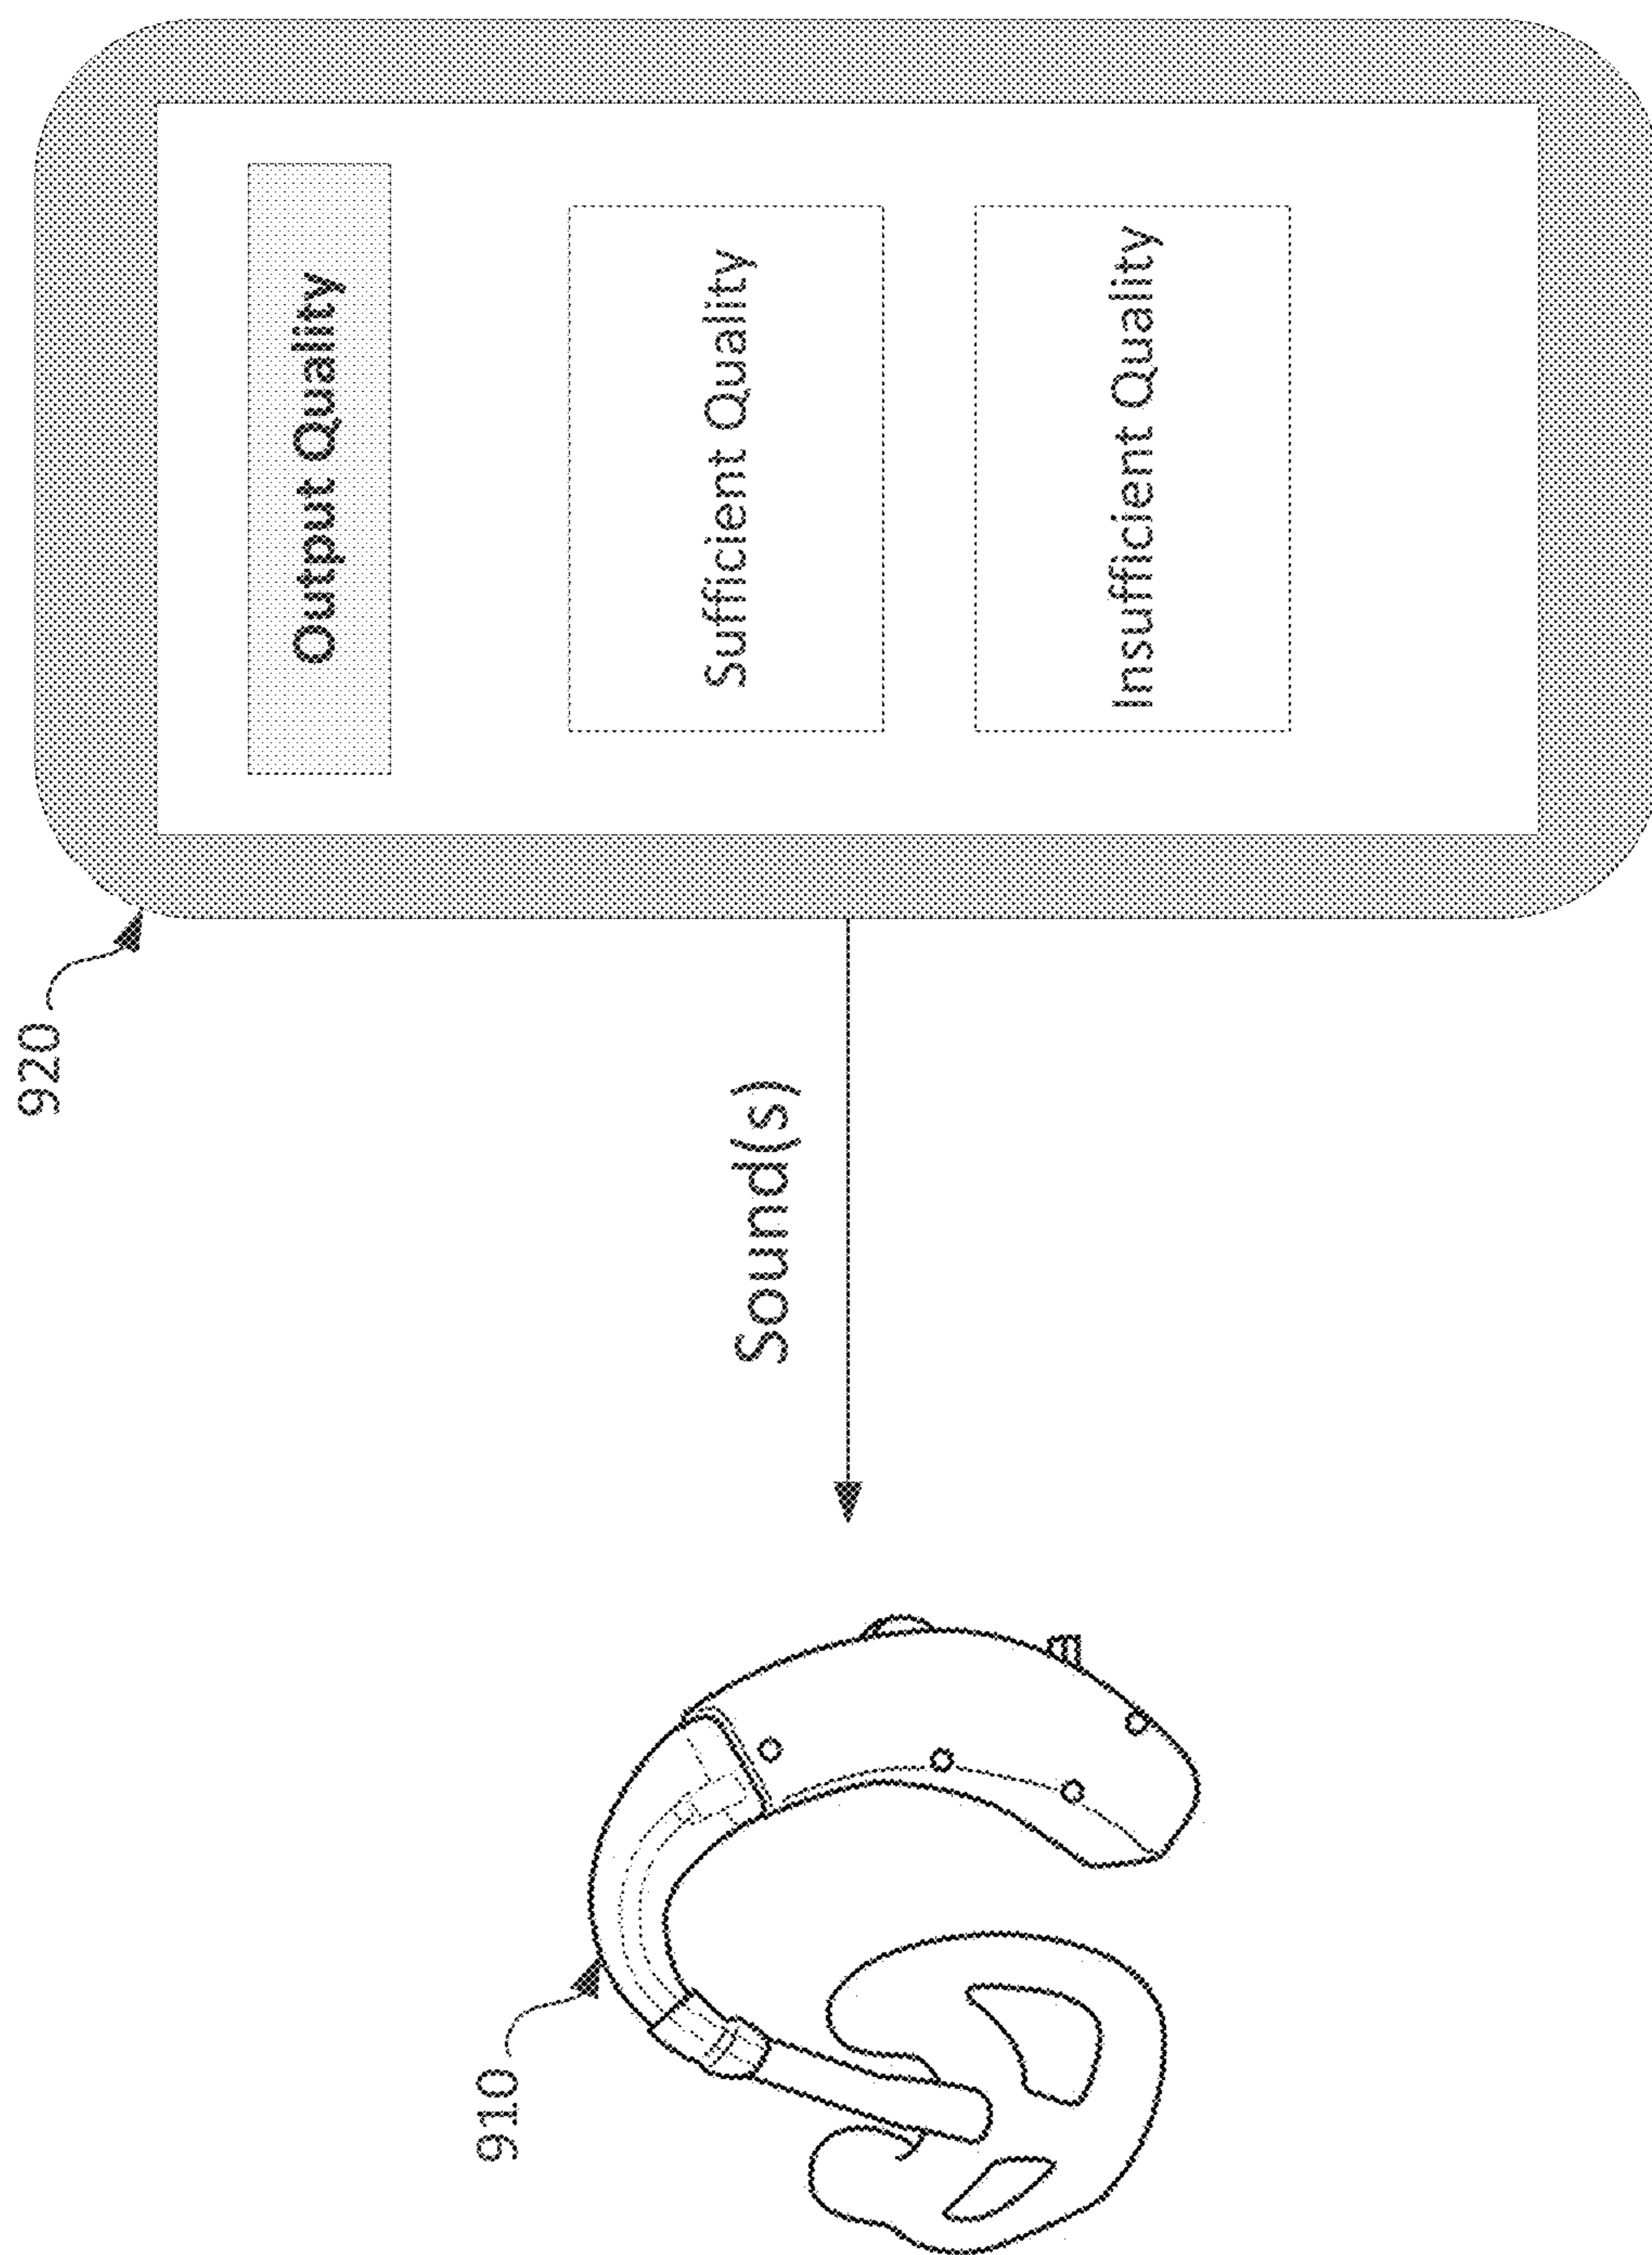 920
Output Quality
Sufficient Quality
Insufficient Quality
Sound(s)
910